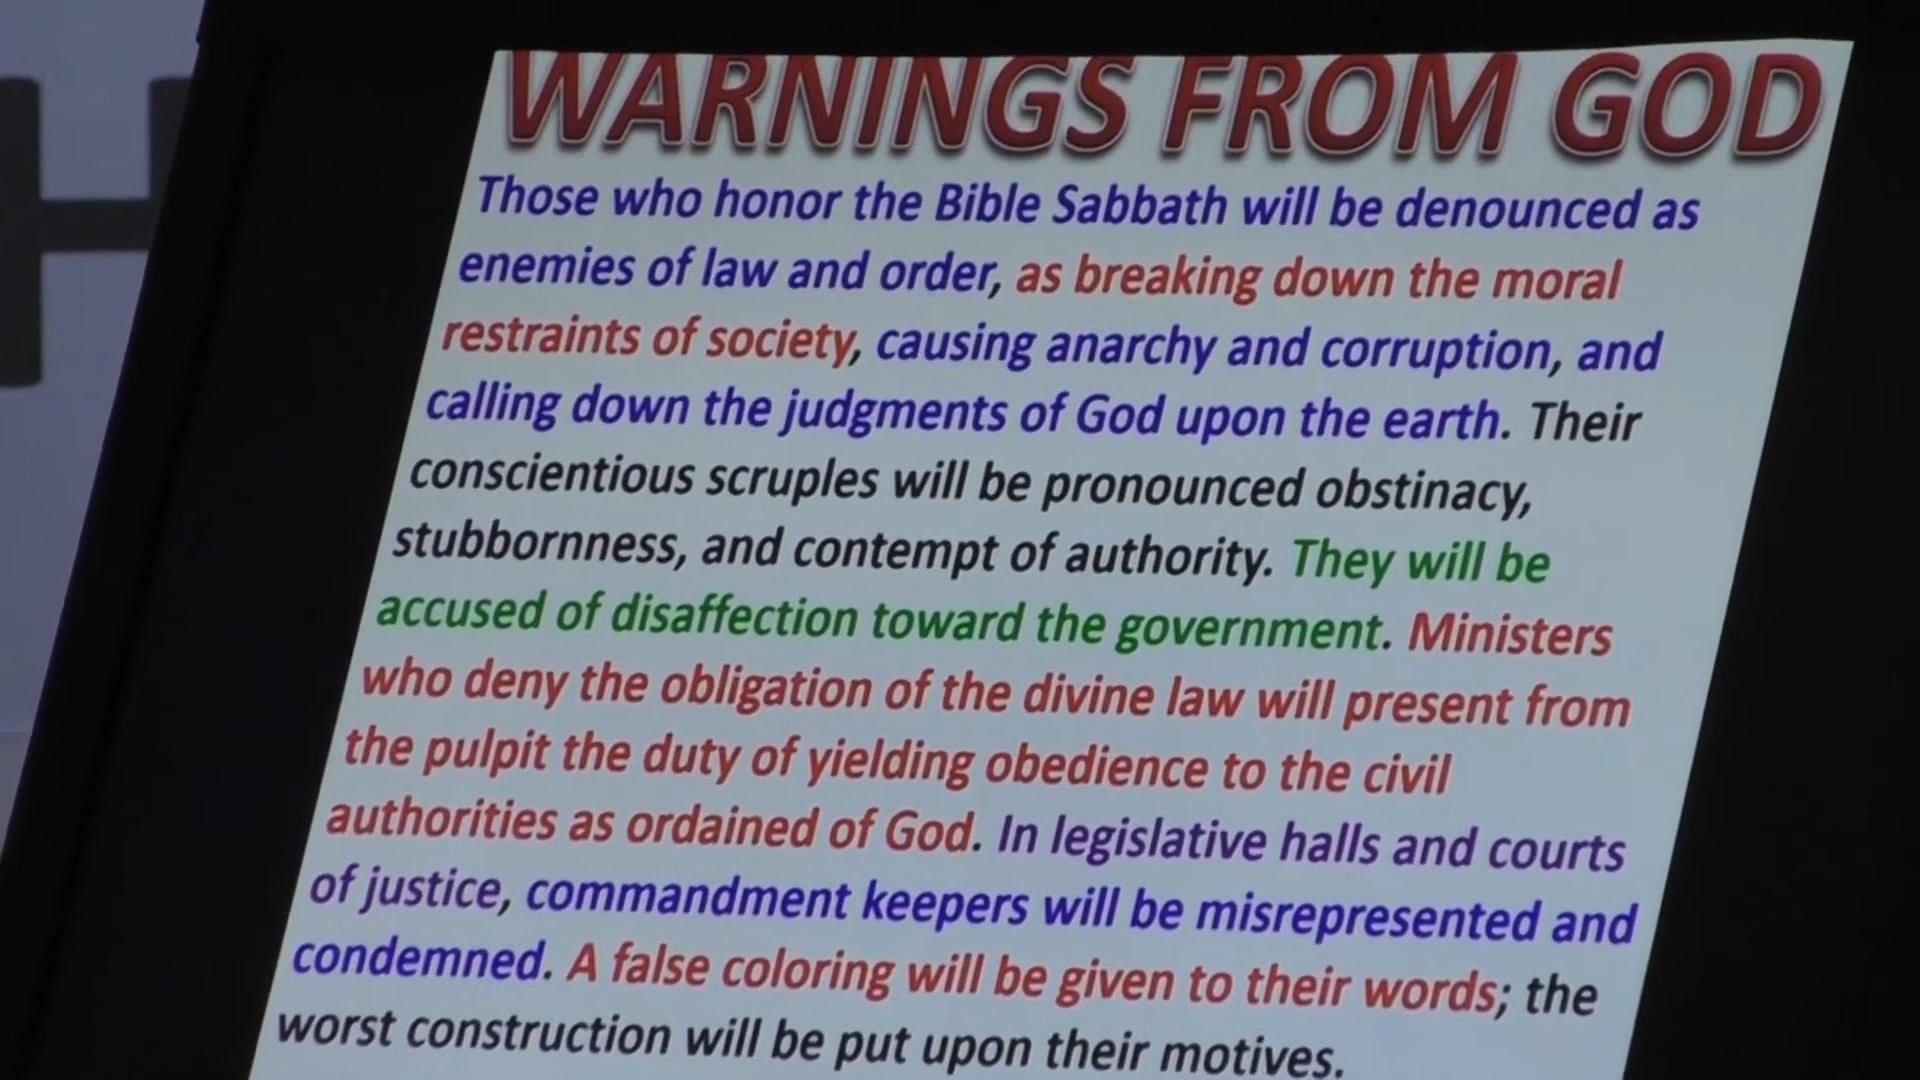 H
WARNINGS FROM GOD
Those who honor the Bible Sabbath will be denounced as
enemies of law and order, as breaking down the moral
restraints of society, causing anarchy and corruption, and
calling down the judgments of God upon the earth. Their
conscientious scruples will be pronounced obstinacy,
stubbornness, and contempt of authority. They will be
accused of disaffection toward the government. Ministers
who deny the obligation of the divine law will present from
the pulpit the duty of yielding obedience to the civil
authorities as ordained of God. In legislative halls and courts
of justice, commandment keepers will be misrepresented and
condemned. A false coloring will be given to their words; the
worst construction will be put upon their motives.